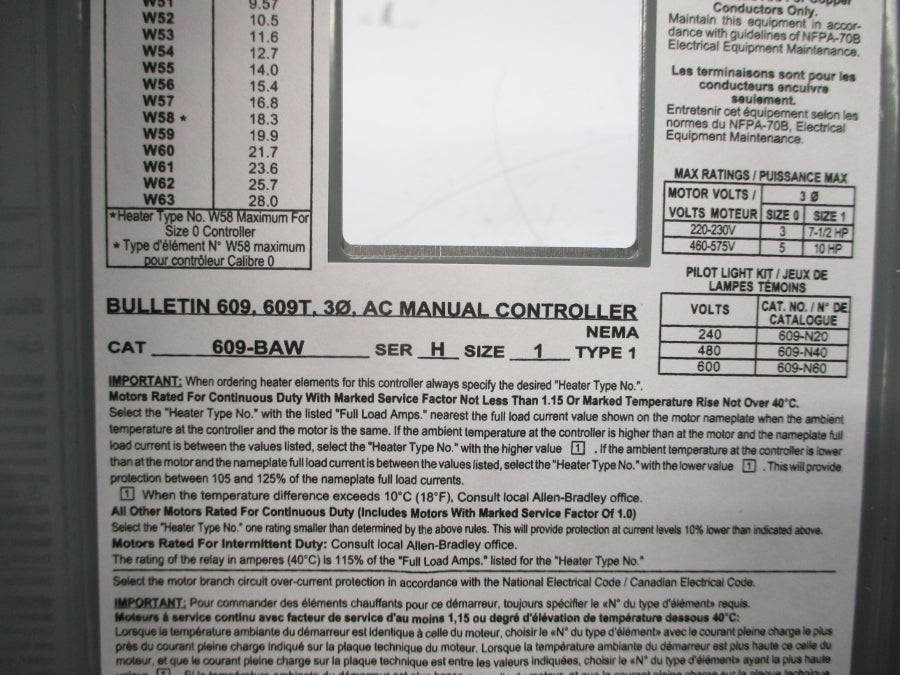 W51 9.57
W52 10.5
W53 11.6
W54 12.7
W55 14.0
W56 15.4
W57 16.8
W58 * 18.3
W59 19.9
W60 21.7
W61 23.6
W62 25.7
W63 28.0
*Heater Type No. W58 Maximum For
Size 0 Controller
* Type d'élément N° W58 maximum
pour contrôleur Calibre 0
Copper
Conductors Only.
Maintain this equipment in accor-
dance with guidelines of NFPA-70B
Electrical Equipment Maintenance.
Les terminaisons sont pour les
conducteurs encuivre
seulement.
Entretenir cet équipement selon les
normes du NFPA-70B, Electrical
Equipment Maintenance.
MAX RATINGS / PUISSANCE MAX
MOTOR VOLTS / 3 Ø
VOLTS MOTEUR SIZE 0 SIZE 1
220-230V 3 7-1/2 HP
460-575V 5 10 HP
PILOT LIGHT KIT / JEUX DE
LAMPES TÉMOINS
VOLTS CAT. NO. / N° DE
CATALOGUE
240 609-N20
480 609-N40
600 609-N60
BULLETIN 609, 609T, 3Ø, AC MANUAL CONTROLLER
NEMA
CAT 609-BAW SER H SIZE 1 TYPE 1
IMPORTANT: When ordering heater elements for this controller always specify the desired "Heater Type No.".
Motors Rated For Continuous Duty With Marked Service Factor Not Less Than 1.15 Or Marked Temperature Rise Not Over 40°C.
Select the "Heater Type No." with the listed "Full Load Amps." nearest the full load current value shown on the motor nameplate when the ambient
temperature at the controller and the motor is the same. If the ambient temperature at the controller is higher than at the motor and the nameplate full
load current is between the values listed, select the "Heater Type No." with the higher value 1 . If the ambient temperature at the controller is lower
than at the motor and the nameplate full load current is between the values listed, select the "Heater Type No." with the lower value 1 . This will provide
protection between 105 and 125% of the nameplate full load currents.
1 When the temperature difference exceeds 10°C (18°F), Consult local Allen-Bradley office.
All Other Motors Rated For Continuous Duty (Includes Motors With Marked Service Factor Of 1.0)
Select the "Heater Type No." one rating smaller than determined by the above rules. This will provide protection at current levels 10% lower than indicated above.
Motors Rated For Intermittent Duty: Consult local Allen-Bradley office.
The rating of the relay in amperes (40°C) is 115% of the "Full Load Amps." listed for the "Heater Type No."
Select the motor branch circuit over-current protection in accordance with the National Electrical Code / Canadian Electrical Code.
IMPORTANT: Pour commander des éléments chauffants pour ce démarreur, toujours spécifier le «N° du type d'élément» requis.
Moteurs à service continu avec facteur de service d'au moins 1,15 ou degré d'élévation de température dessous 40°C:
Lorsque la température ambiante du démarreur est identique à celle du moteur, choisir le «N° du type d'élément» avec le courant pleine charge le plus
près du courant pleine charge indiqué sur la plaque technique du moteur. Lorsque la température ambiante du démarreur est plus haute ce celle du
moteur, et que le courant pleine charge sur la plaque technique est entre les valeurs indiquées, choisir le «N° du type d'élément» ayant la plus haute